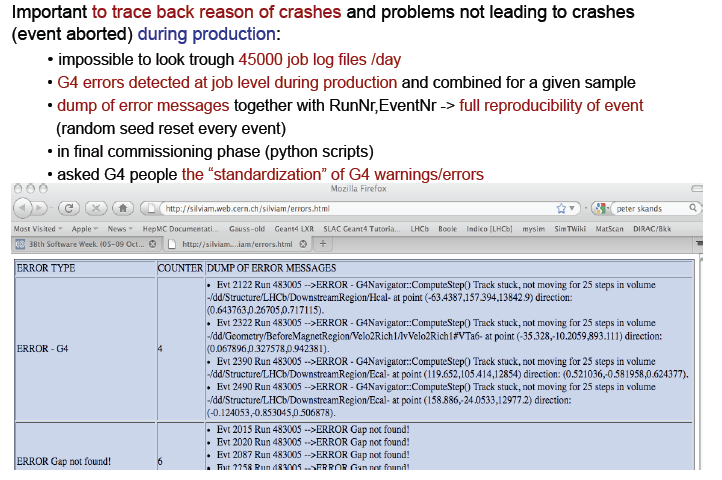 Important to trace back reason of crashes and problems not leading to crashes
(event aborted) during production:
• impossible to look trough 45000 job log files /day
• G4 errors detected at job level during production and combined for a given sample
• dump of error messages together with RunNr,EventNr -> full reproducibility of event
(random seed reset every event)
• in final commissioning phase (python scripts)
• asked G4 people the “standardization” of G4 warnings/errors
Mozilla Firefox
http://silviam.web.cern.ch/silviam/errors.html
peter skands
Most Visited Apple News HepMC Documentati... Gauss-old Geant4 LXR SLAC Geant4 Tutoria... LHCb Boole Indico [LHCb] mysim SimTWiki MatScan DIRAC/Bkk
38th Software Week (05-09 Oct... http://silviam....iam/errors.html
ERROR TYPE COUNTER DUMP OF ERROR MESSAGES
• Evt 2122 Run 483005 -->ERROR - G4Navigator::ComputeStep() Track stuck, not moving for 25 steps in volume
-/dd/Structure/LHCb/DownstreamRegion/Hcal- at point (-63.4387,157.394,13842.9) direction:
(0.643763,0.26705,0.717115).
• Evt 2322 Run 483005 -->ERROR - G4Navigator::ComputeStep() Track stuck, not moving for 25 steps in volume
-/dd/Geometry/BeforeMagnetRegion/Velo2Rich1/lvVelo2Rich1#VTa6- at point (-35.328,-10.2059,893.111) direction:
ERROR - G4 4 (0.067896,0.327578,0.942381).
• Evt 2390 Run 483005 -->ERROR - G4Navigator::ComputeStep() Track stuck, not moving for 25 steps in volume
-/dd/Structure/LHCb/DownstreamRegion/Ecal- at point (119.652,105.414,12854) direction: (0.521036,-0.581958,0.624377).
• Evt 2490 Run 483005 -->ERROR - G4Navigator::ComputeStep() Track stuck, not moving for 25 steps in volume
-/dd/Structure/LHCb/DownstreamRegion/Ecal- at point (158.886,-24.0533,12977.2) direction:
(-0.124053,-0.853045,0.506878).
• Evt 2015 Run 483005 -->ERROR Gap not found!
• Evt 2020 Run 483005 -->ERROR Gap not found!
• Evt 2087 Run 483005 -->ERROR Gap not found!
ERROR Gap not found! 6
• Evt 2258 Run 483005 -->ERROR Gap not found!